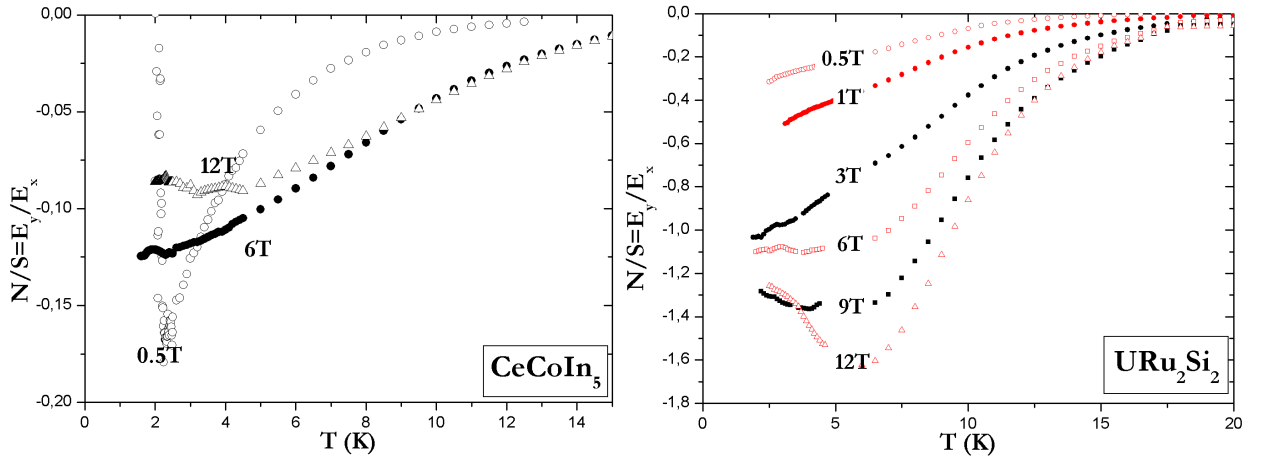 0,00
-0,05
-0,10
-0,15
-0,20
0 2 4 6 8 10 12 14
N/S=E_y/E_x
T (K)
12T
6T
0.5T
CeCoIn₅
0,0
-0,2
-0,4
-0,6
-0,8
-1,0
-1,2
-1,4
-1,6
-1,8
0 5 10 15 20
N/S=E_y/E_x
T (K)
0.5T
1T
3T
6T
9T
12T
URu₂Si₂